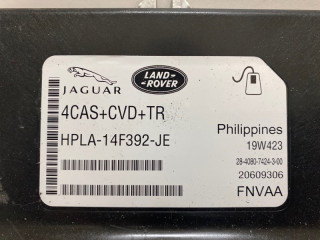 JAGUAR
LAND-
ROVER
4CAS+CVD+TR
HPLA-14F392-JE
Philippines
19W423
28-4080-7424-3-00
20609306
FNVAA